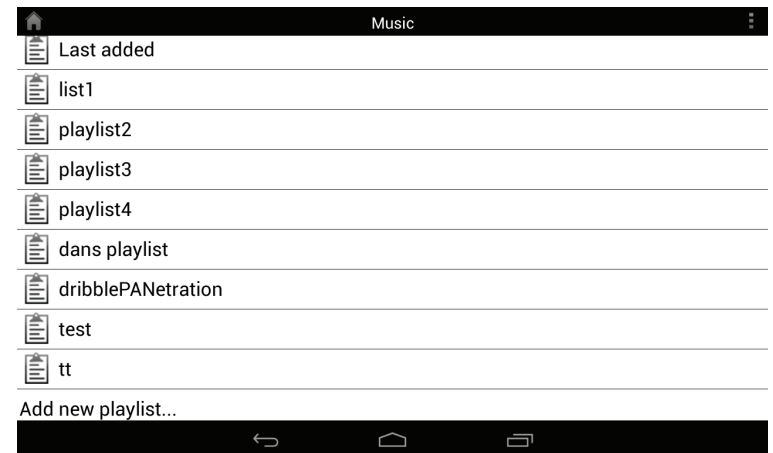 Music
Last added
list1
playlist2
playlist3
playlist4
dans playlist
dribblePANetration
test
tt
Add new playlist...